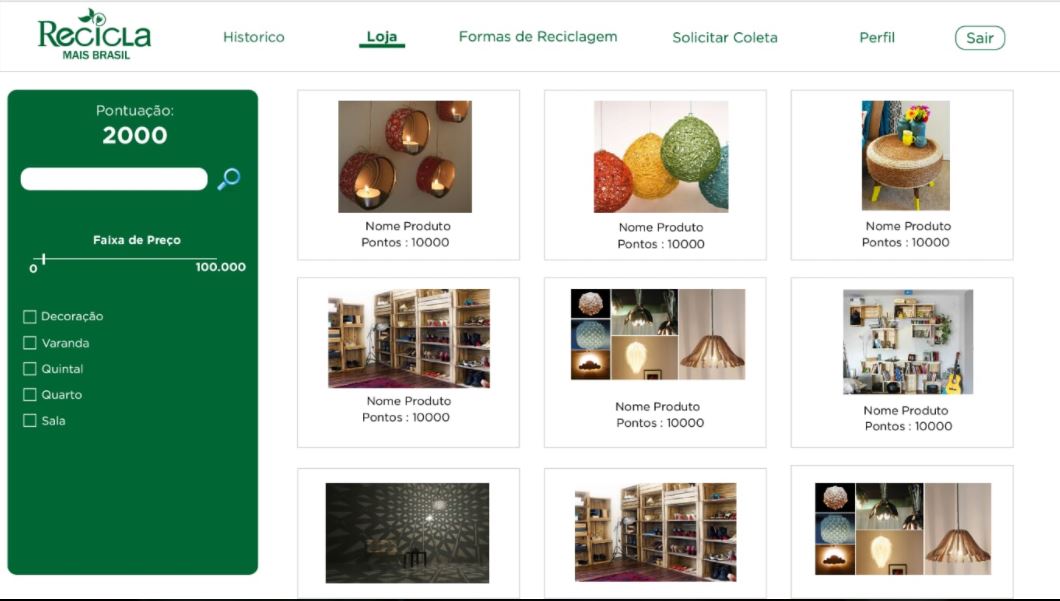 Recicla
MAIS BRASIL
Historico
Loja
Formas de Reciclagem
Solicitar Coleta
Perfil
Sair
Pontuação:
2000
Faixa de Preço
0
100.000
Decoração
Varanda
Quintal
Quarto
Sala
Nome Produto
Pontos : 10000
Nome Produto
Pontos : 10000
Nome Produto
Pontos : 10000
Nome Produto
Pontos : 10000
Nome Produto
Pontos : 10000
Nome Produto
Pontos : 10000